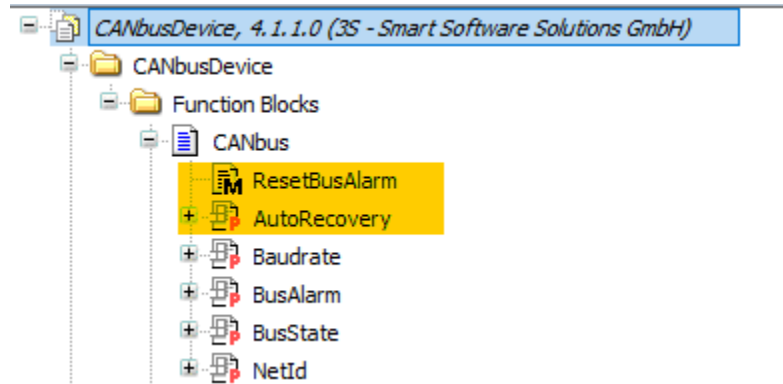 CANbusDevice, 4.1.1.0 (3S - Smart Software Solutions GmbH)
CANbusDevice
Function Blocks
CANbus
ResetBusAlarm
AutoRecovery
Baudrate
BusAlarm
BusState
NetId